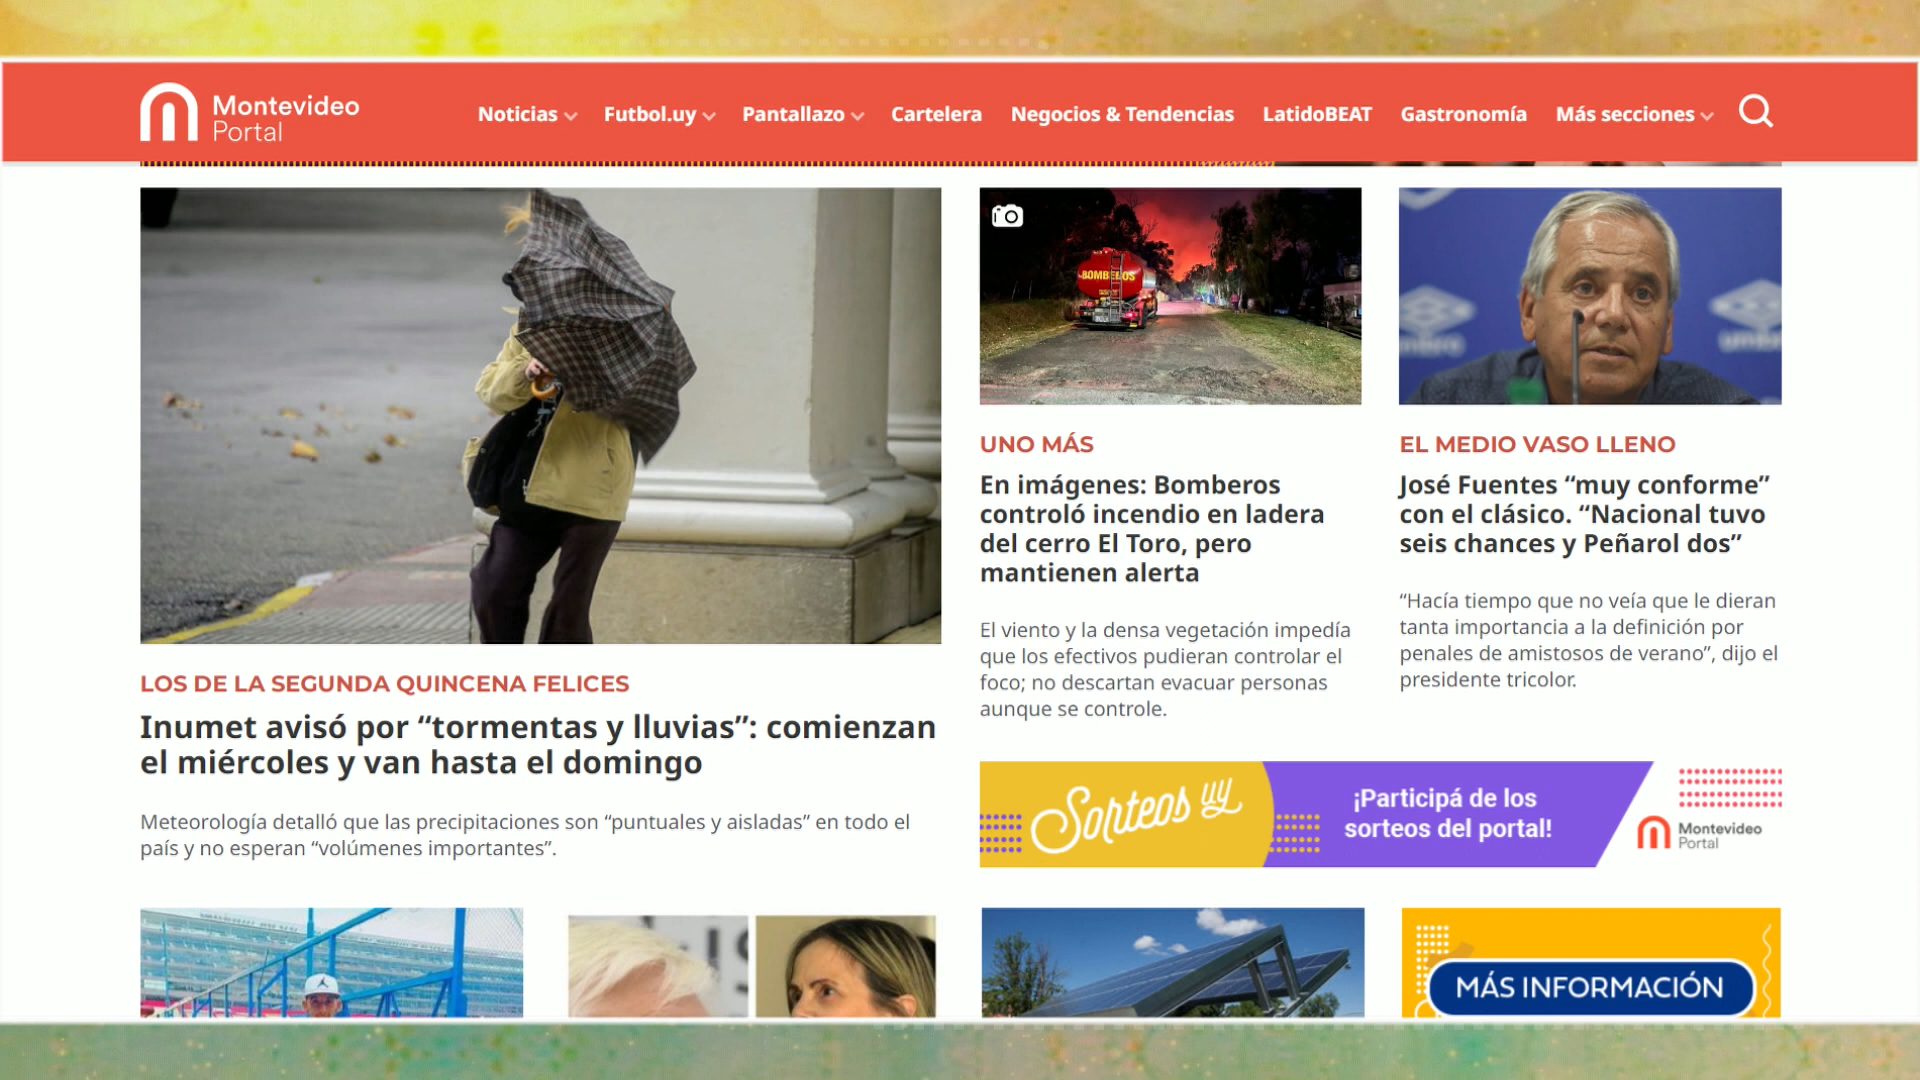 Montevideo
Portal
Noticias
Futbol.uy
Pantallazo
Cartelera
Negocios & Tendencias
LatidoBEAT
Gastronomía
Más secciones
BOMBEROS
LOS DE LA SEGUNDA QUINCENA FELICES
Inumet avisó por “tormentas y lluvias”: comienzan
el miércoles y van hasta el domingo
Meteorología detalló que las precipitaciones son “puntuales y aisladas” en todo el
país y no esperan “volúmenes importantes”.
UNO MÁS
En imágenes: Bomberos
controló incendio en ladera
del cerro El Toro, pero
mantienen alerta
El viento y la densa vegetación impedía
que los efectivos pudieran controlar el
foco; no descartan evacuar personas
aunque se controle.
EL MEDIO VASO LLENO
José Fuentes “muy conforme”
con el clásico. “Nacional tuvo
seis chances y Peñarol dos”
“Hacía tiempo que no veía que le dieran
tanta importancia a la definición por
penales de amistosos de verano”, dijo el
presidente tricolor.
Sorteos uy
¡Participá de los
sorteos del portal!
Montevideo
Portal
MÁS INFORMACIÓN